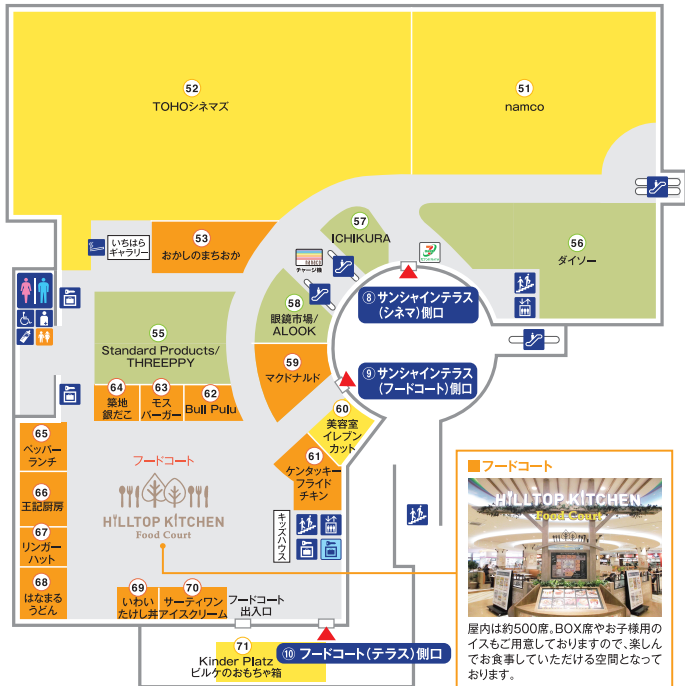 52
TOHOシネマズ
51
namco
53
おかしのまちおか
いちはら
ギャラリー
57
ICHIKURA
56
ダイソー
nanaco
チャージ機
58
眼鏡市場/
ALOOK
⑧ サンシャインテラス
(シネマ)側口
55
Standard Products/
THREEPPY
59
マクドナルド
⑨ サンシャインテラス
(フードコート)側口
64
築地
銀だこ
63
モス
バーガー
62
Bull Pulu
60
美容室
イレブン
カット
65
ペッパー
ランチ
フードコート
HILLTOP KITCHEN
Food Court
61
ケンタッキー
フライド
チキン
66
王記厨房
キッズハウス
67
リンガー
ハット
68
はなまる
うどん
69
いわい
たけし丼
70
サーティワン
アイスクリーム
フードコート
出入口
71
Kinder Platz
ビルケのおもちゃ箱
⑩ フードコート(テラス)側口
フードコート
HILLTOP KITCHEN
Food Court
屋内は約500席。BOX席やお子様用の
イスもご用意しておりますので、楽しん
でお食事していただける空間となって
おります。